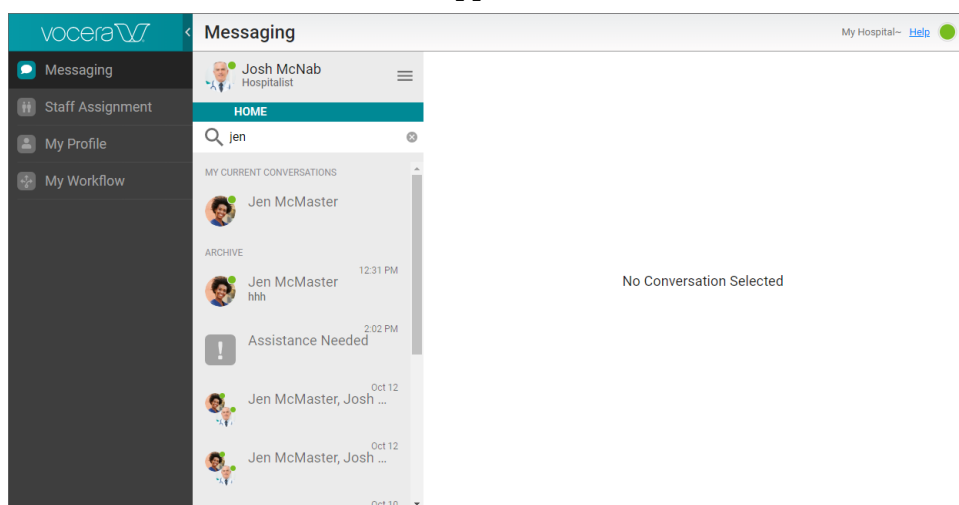 vocera
Messaging
My Hospital~ Help
Messaging
Staff Assignment
My Profile
My Workflow
Josh McNab
Hospitalist
HOME
jen
MY CURRENT CONVERSATIONS
Jen McMaster
ARCHIVE
12:31 PM
Jen McMaster
hhh
2:02 PM
Assistance Needed
Oct 12
Jen McMaster, Josh ...
Oct 12
Jen McMaster, Josh ...
No Conversation Selected